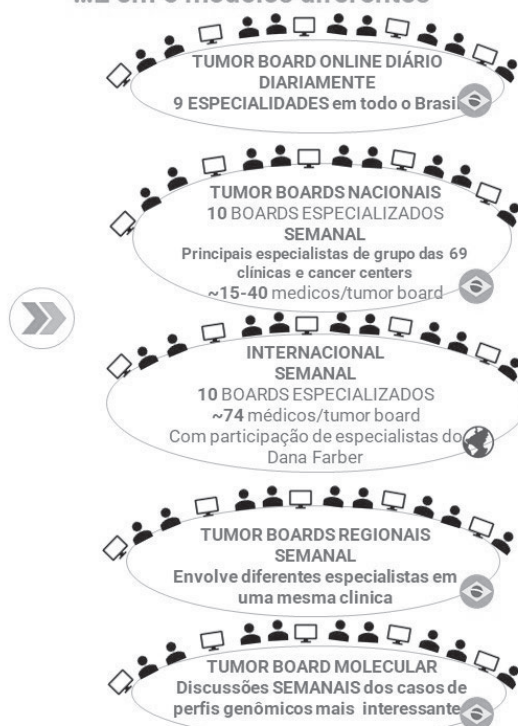 TUMOR BOARD ONLINE DIÁRIO
DIARIAMENTE
9 ESPECIALIDADES em todo o Brasil
TUMOR BOARDS NACIONAIS
10 BOARDS ESPECIALIZADOS
SEMANAL
Principais especialistas de grupo das 69
clínicas e cancer centers
~15-40 medicos/tumor board
INTERNACIONAL
SEMANAL
10 BOARDS ESPECIALIZADOS
~74 médicos/tumor board
Com participação de especialistas do
Dana Farber
TUMOR BOARDS REGIONAIS
SEMANAL
Envolve diferentes especialistas em
uma mesma clinica
TUMOR BOARD MOLECULAR
Discussões SEMANAIS dos casos de
perfis genômicos mais interessante